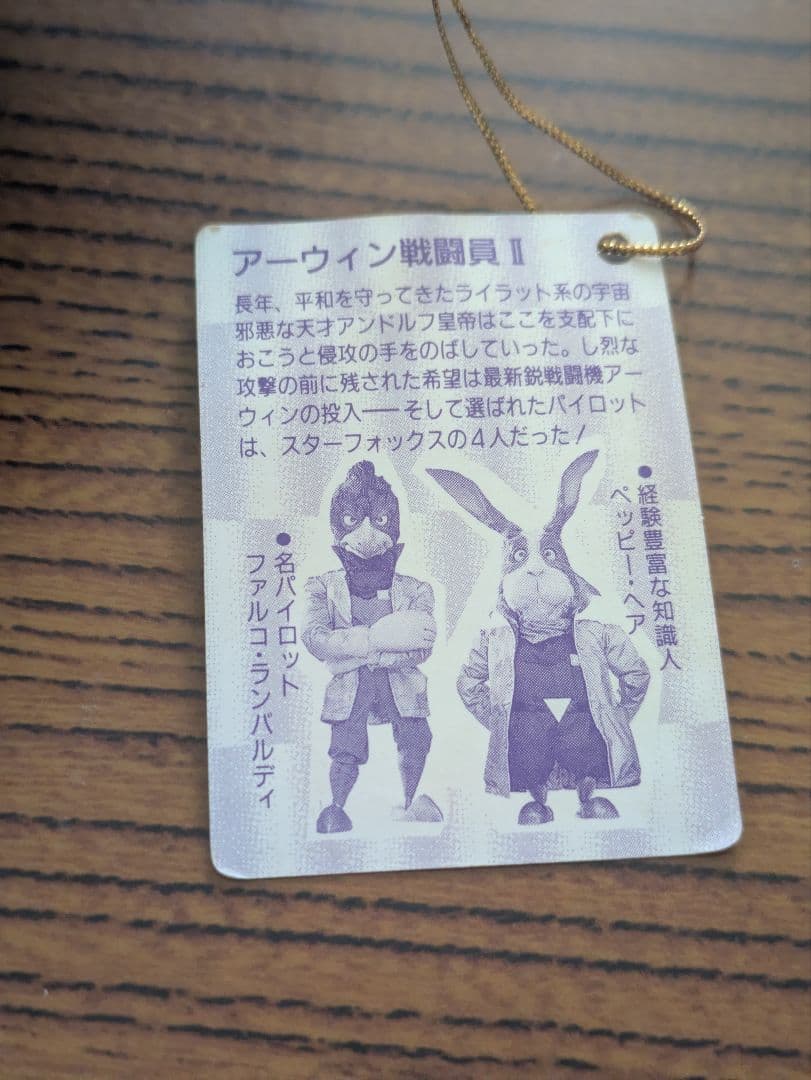 アーウィン戦闘員Ⅱ
長年、平和を守ってきたライラット系の宇宙
邪悪な天才アンドルフ皇帝はここを支配下に
おこうと侵攻の手をのばしていった。し烈な
攻撃の前に残された希望は最新鋭戦闘機アー
ウィンの投入──そして選ばれたパイロット
は、スターフォックスの4人だった!
●経験豊富な知識人
ペッピー・ヘア
●名パイロット
ファルコ・ランバルディ